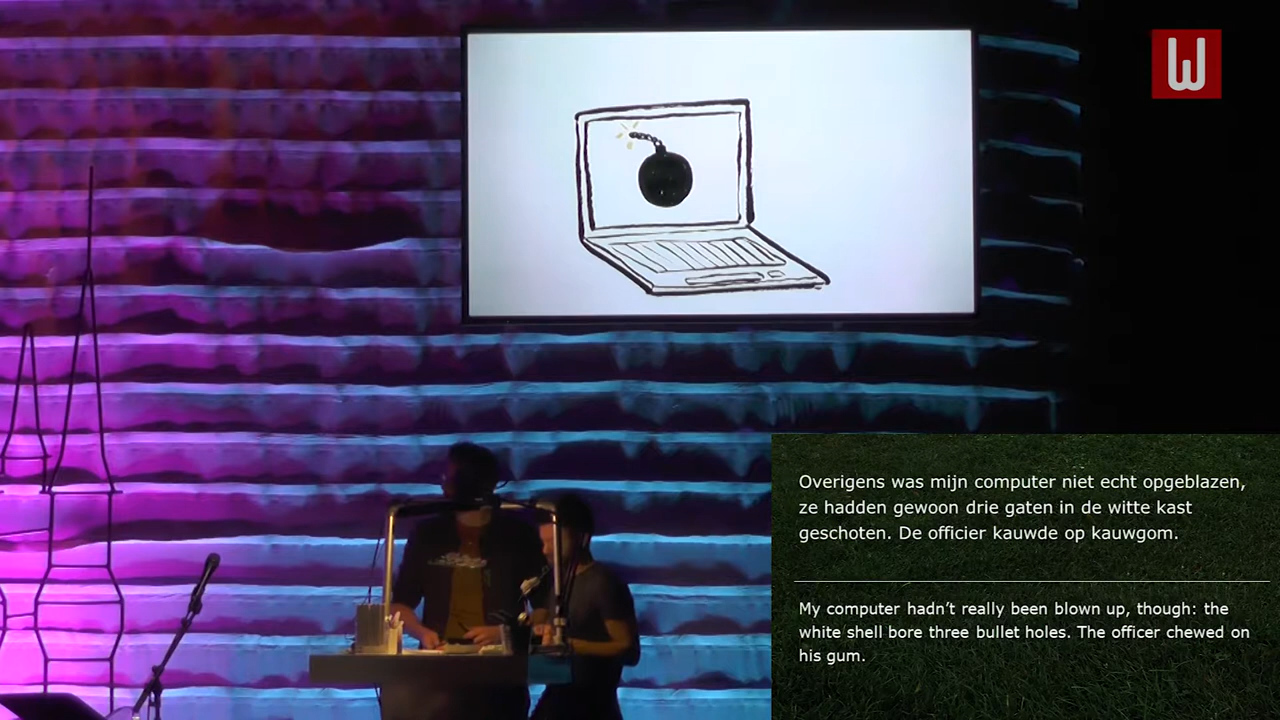 W
Overigens was mijn computer niet echt opgeblazen,
ze hadden gewoon drie gaten in de witte kast
geschoten. De officier kauwde op kauwgom.
My computer hadn’t really been blown up, though: the
white shell bore three bullet holes. The officer chewed on
his gum.